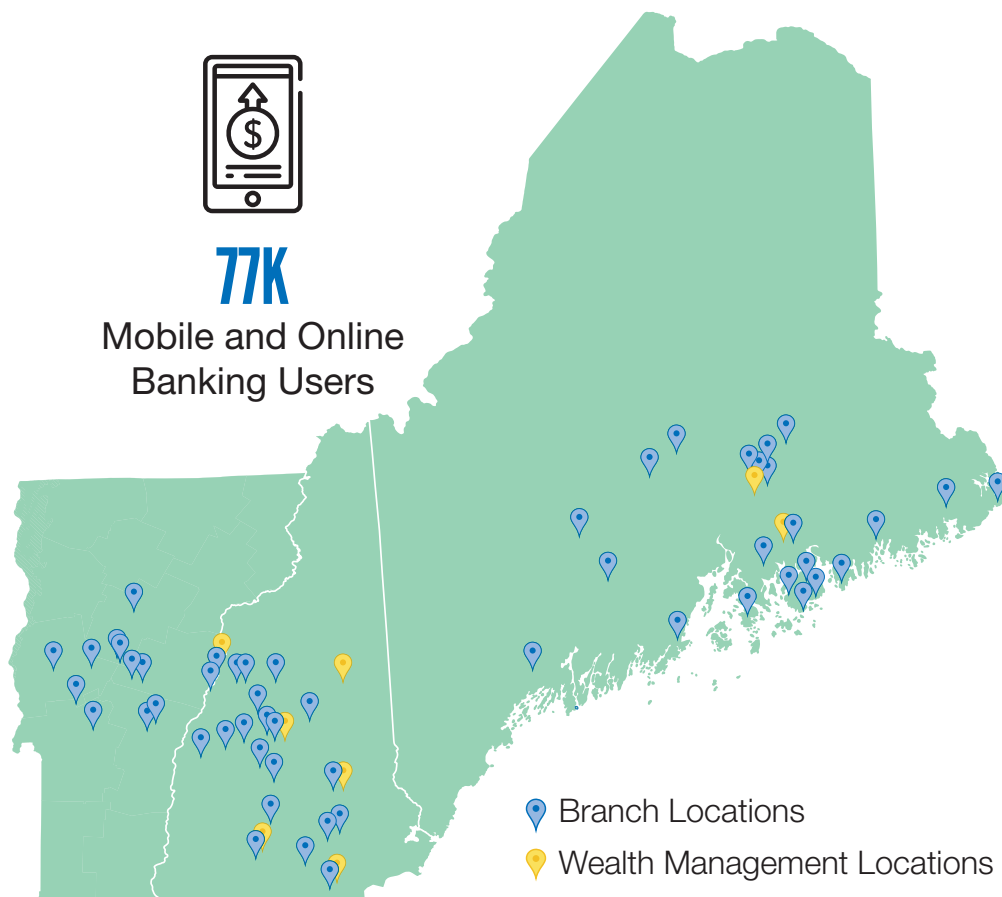 $
77K
Mobile and Online
Banking Users
Branch Locations
Wealth Management Locations